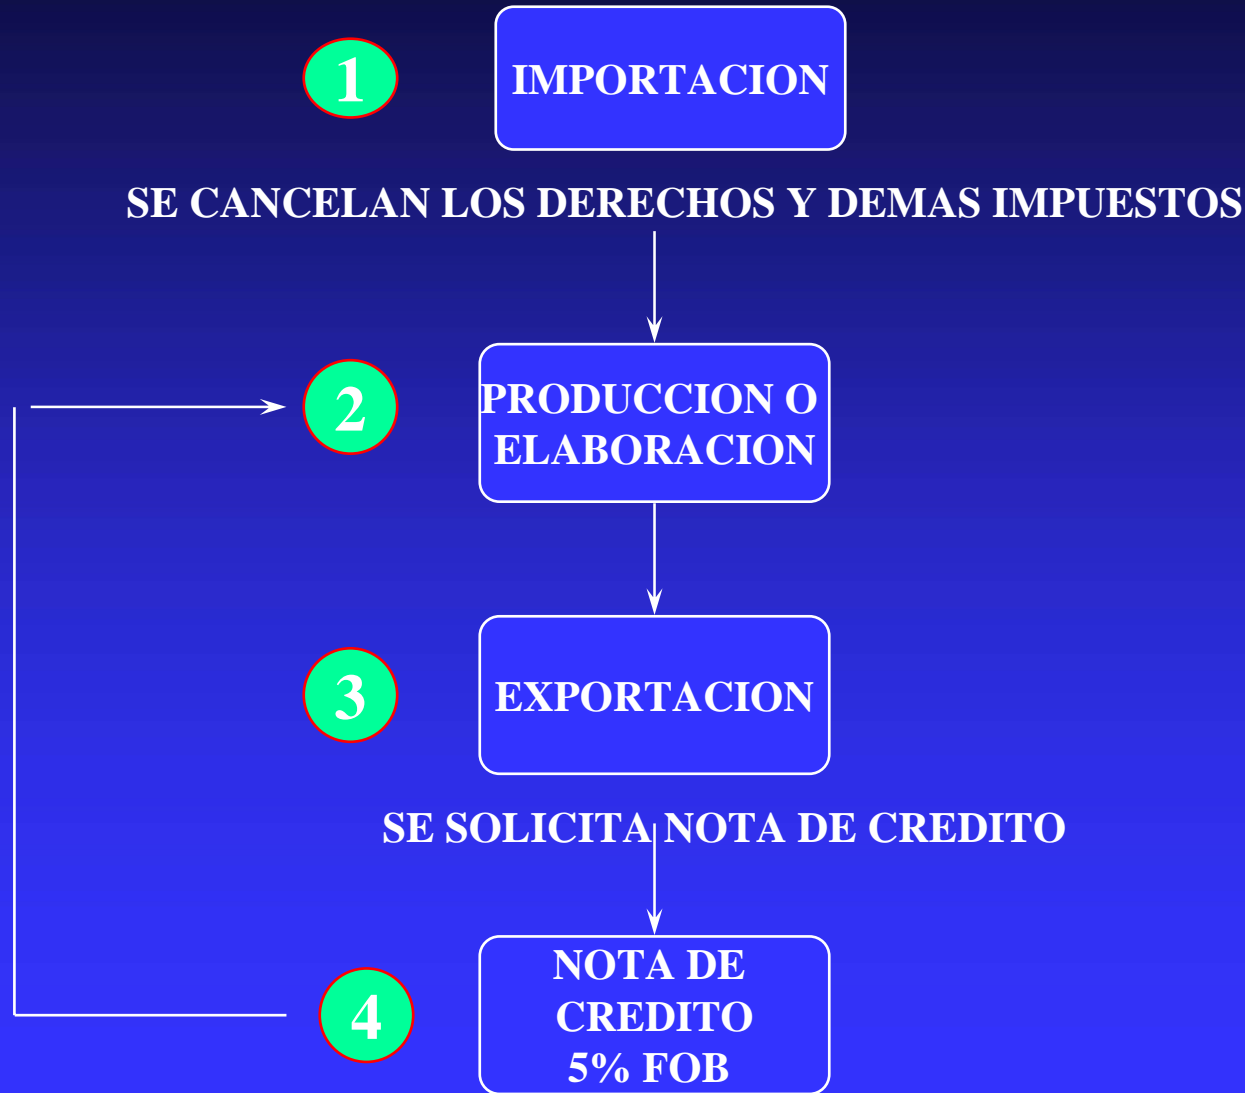 1
IMPORTACION
SE CANCELAN LOS DERECHOS Y DEMAS IMPUESTOS
2
PRODUCCION O
ELABORACION
3
EXPORTACION
SE SOLICITA NOTA DE CREDITO
4
NOTA DE
CREDITO
5% FOB